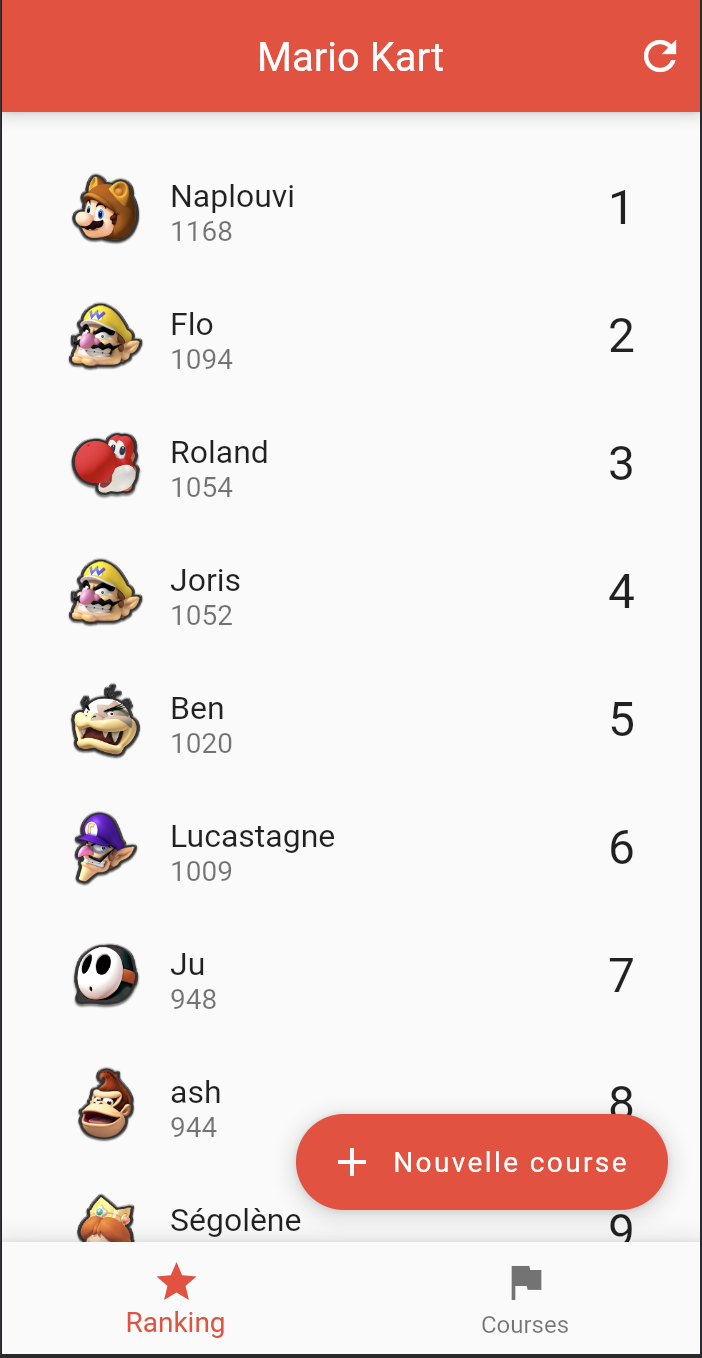 Mario Kart
Naplouvi
1168
1
Flo
1094
2
Roland
1054
3
Joris
1052
4
Ben
1020
5
Lucastagne
1009
6
Ju
948
7
ash
944
8
+ Nouvelle course
Ségolène
9
Ranking
Courses